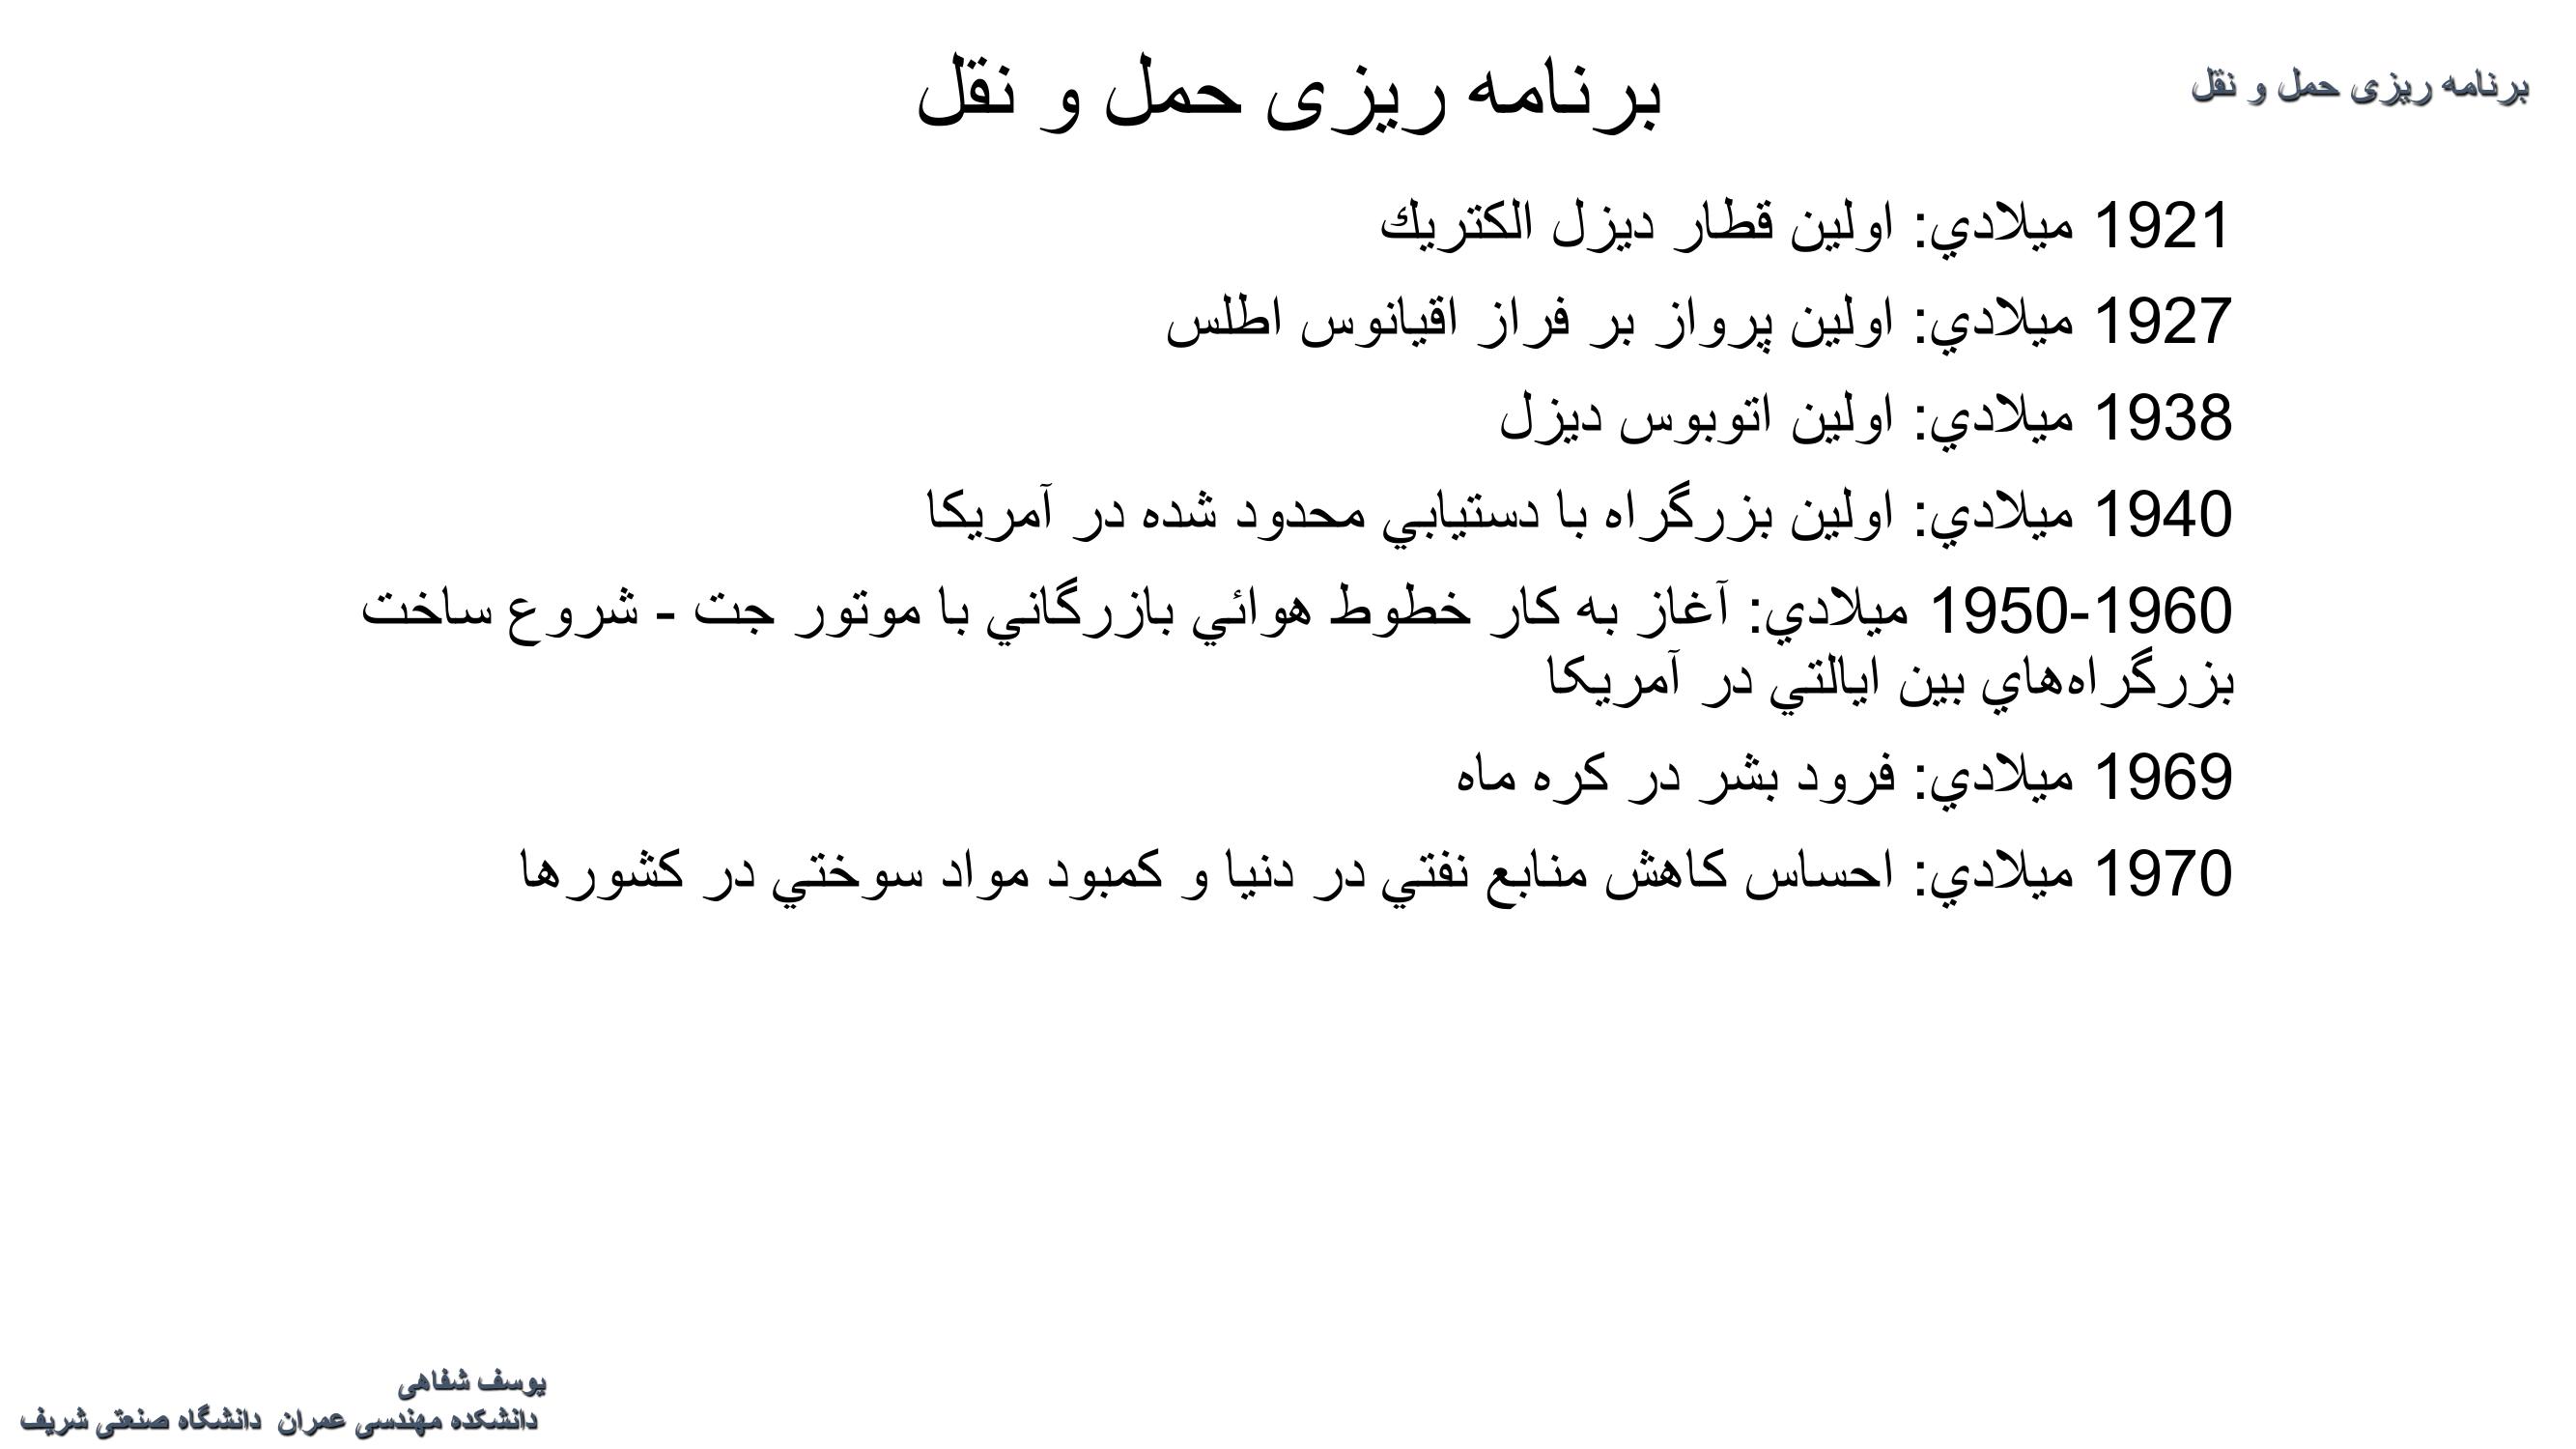 برنامه ریزی حمل و نقل
برنامه ریزی حمل و نقل
1921 ميلادي: اولين قطار ديزل الكتريك
1927 ميلادي: اولين پرواز بر فراز اقيانوس اطلس
1938 ميلادي: اولين اتوبوس ديزل
1940 ميلادي: اولين بزرگراه با دستيابي محدود شده در آمريكا
1950-1960 ميلادي: آغاز به كار خطوط هوائي بازرگاني با موتور جت - شروع ساخت
بزرگراه‌هاي بين ايالتي در آمريكا
1969 ميلادي: فرود بشر در كره ماه
1970 ميلادي: احساس كاهش منابع نفتي در دنيا و كمبود مواد سوختي در كشورها
یوسف شفاهی
دانشکده مهندسی عمران دانشگاه صنعتی شریف